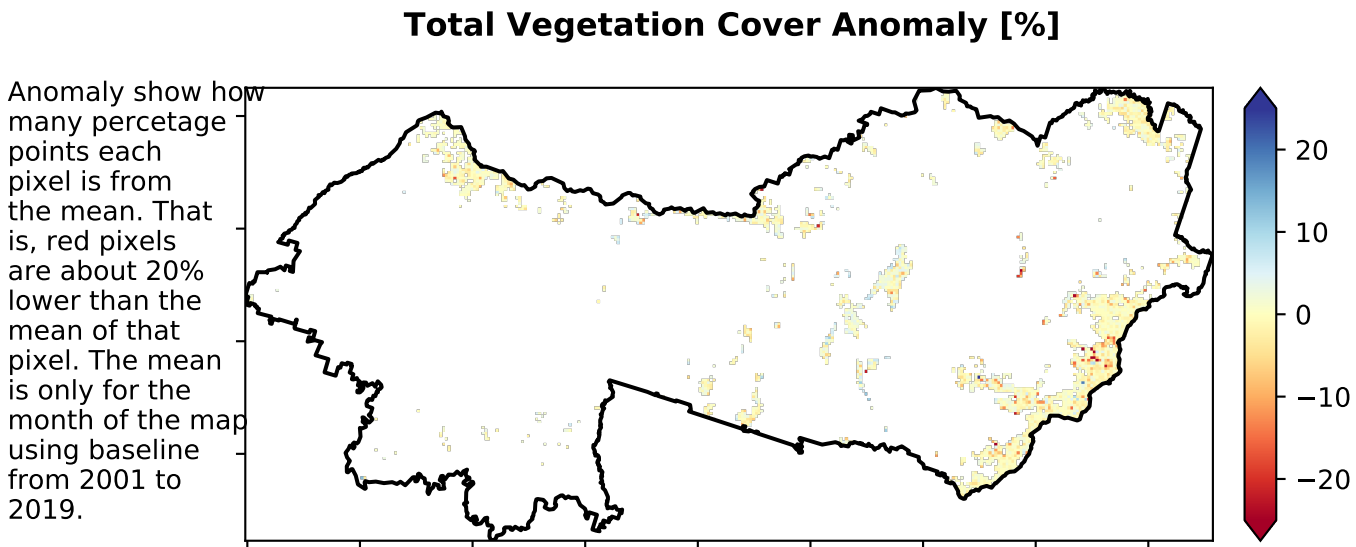 Total Vegetation Cover Anomaly [%]
Anomaly show how
many percetage
points each
pixel is from
the mean. That
is, red pixels
are about 20%
lower than the
mean of that
pixel. The mean
is only for the
month of the map
using baseline
from 2001 to
2019.
20
10
0
−10
−20